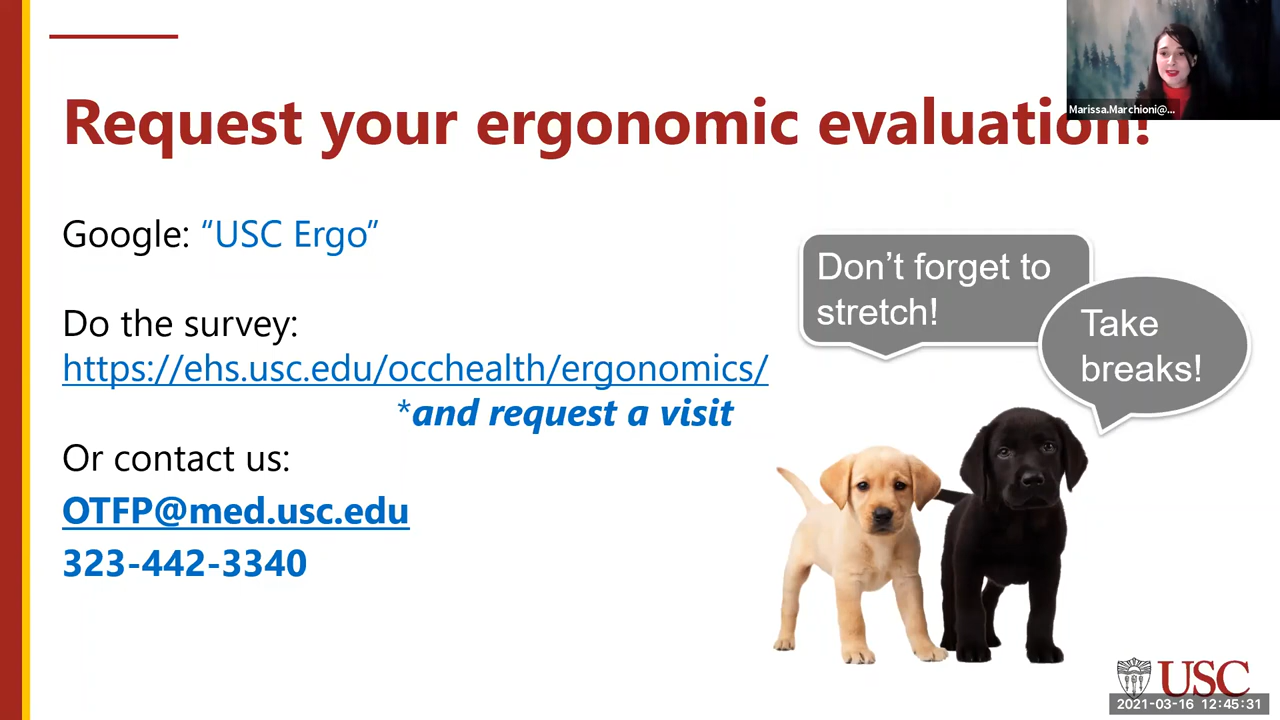 Marissa.Marchioni@...
Request your ergonomic evaluation!
Google: “USC Ergo”
Do the survey:
https://ehs.usc.edu/occhealth/ergonomics/
*and request a visit
Or contact us:
OTFP@med.usc.edu
323-442-3340
Don’t forget to
stretch!
Take
breaks!
USC
2021-03-16 12:45:31